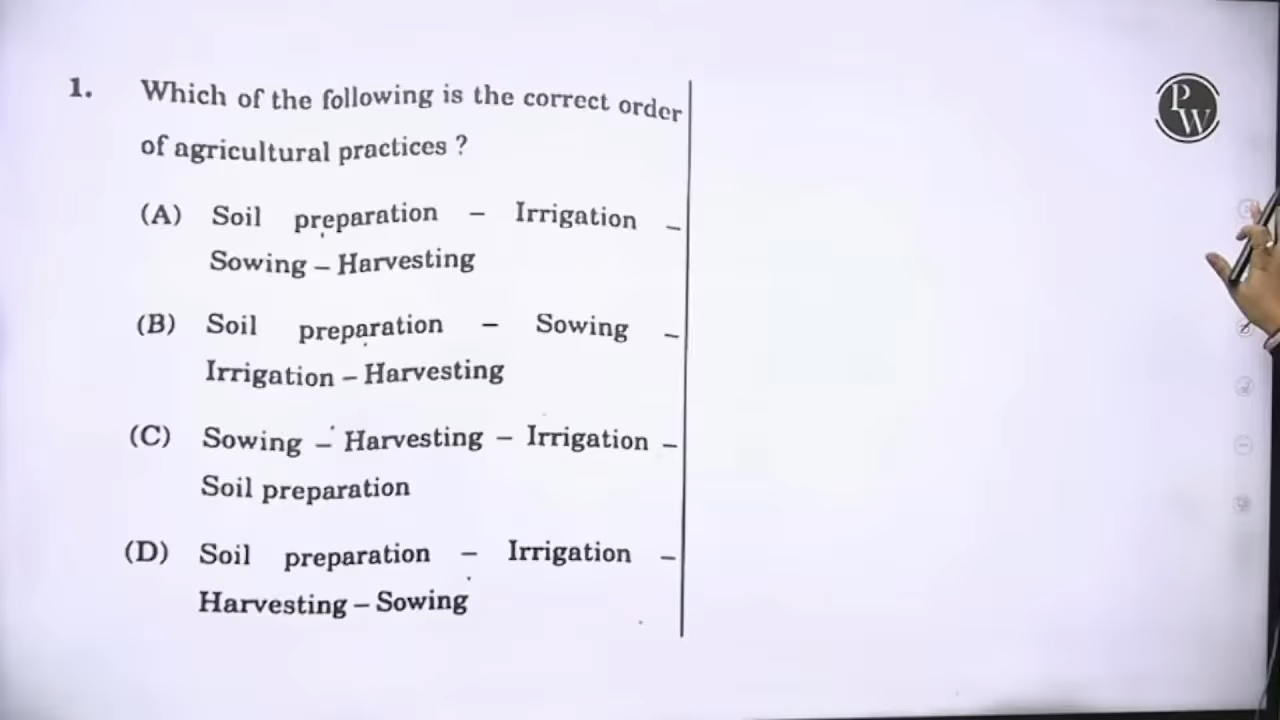 1. Which of the following is the correct order
of agricultural practices ?
(A) Soil preparation – Irrigation –
Sowing – Harvesting
(B) Soil preparation – Sowing –
Irrigation – Harvesting
(C) Sowing – Harvesting – Irrigation –
Soil preparation
(D) Soil preparation – Irrigation –
Harvesting – Sowing
PW